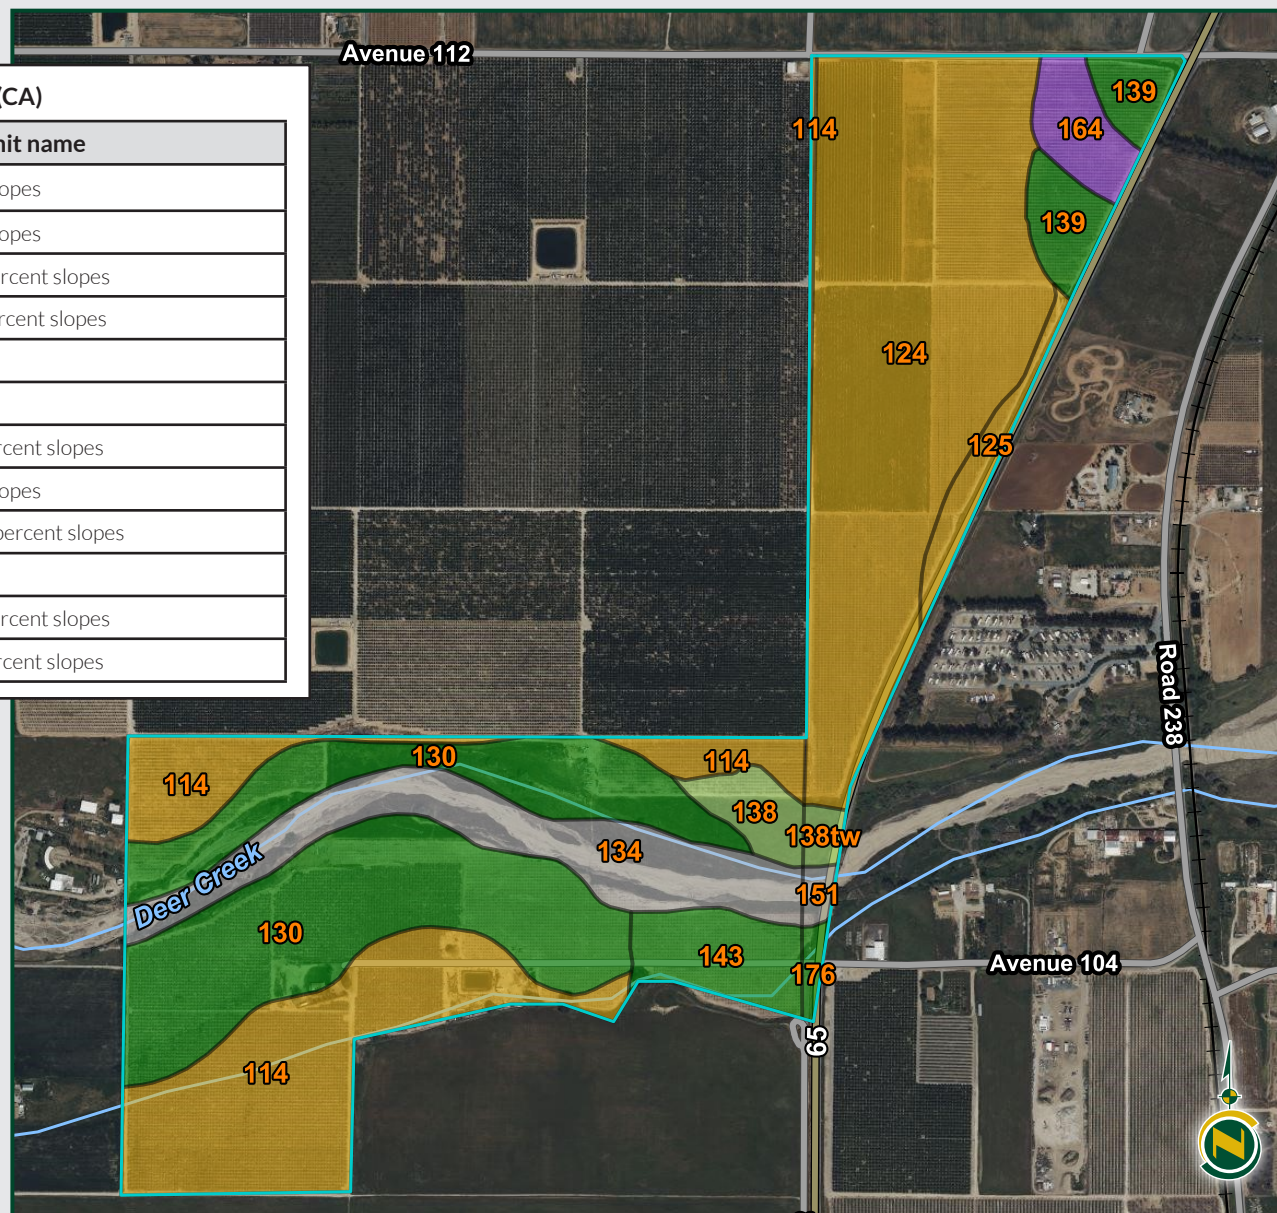 Avenue 112
(CA)
nit name
opes
opes
rcent slopes
rcent slopes
rcent slopes
opes
percent slopes
rcent slopes
rcent slopes
139
114
164
139
124
125
Road 238
130
114
114
138
138tw
134
151
Deer Creek
130
143
176
Avenue 104
65
114
N